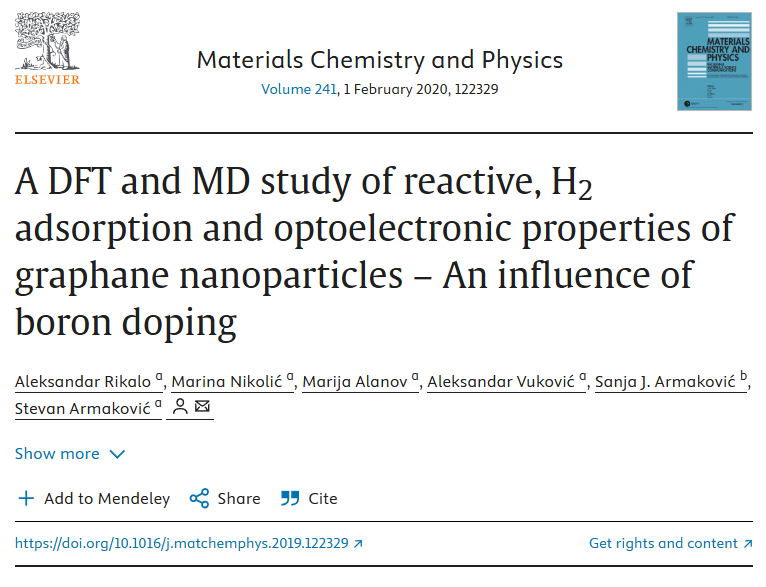 ELSEVIER
Materials Chemistry and Physics
Volume 241, 1 February 2020, 122329
MATERIALS
CHEMISTRY AND
PHYSICS
A DFT and MD study of reactive, H2
adsorption and optoelectronic properties of
graphane nanoparticles – An influence of
boron doping
Aleksandar Rikalo a, Marina Nikolić a, Marija Alanov a, Aleksandar Vuković a, Sanja J. Armaković b,
Stevan Armaković a
Show more
Add to Mendeley
Share
Cite
https://doi.org/10.1016/j.matchemphys.2019.122329
Get rights and content